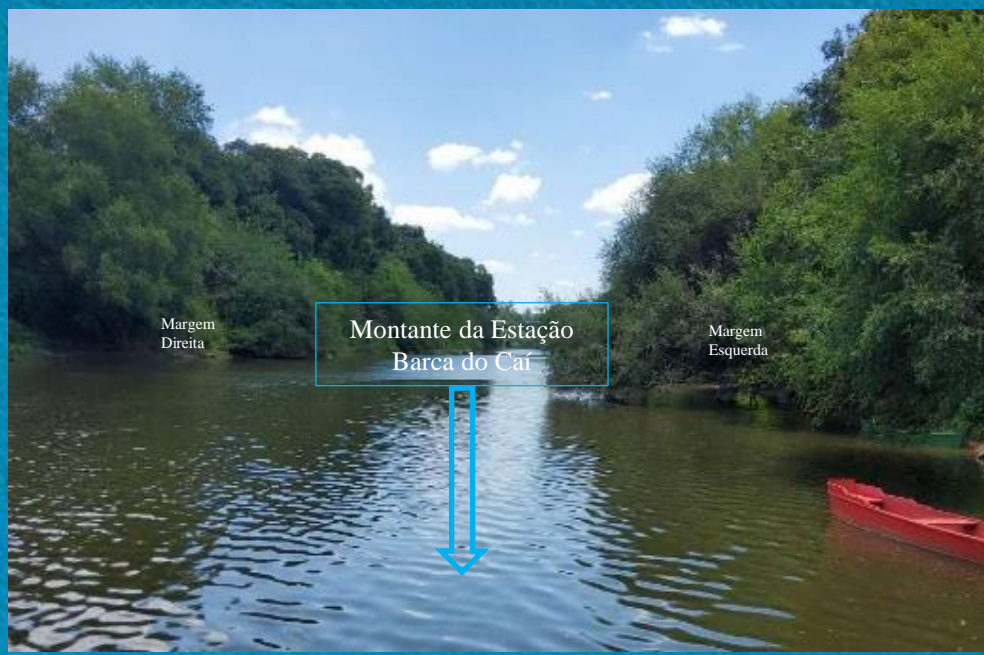 Margem
Direita
Montante da Estação
Barca do Caí
Margem
Esquerda